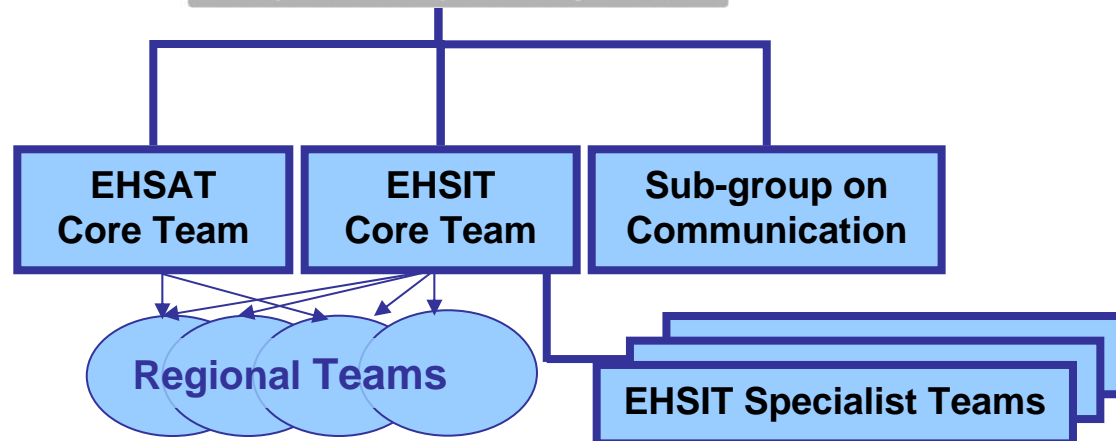 EHSAT
Core Team
EHSIT
Core Team
Sub-group on
Communication
Regional Teams
EHSIT Specialist Teams